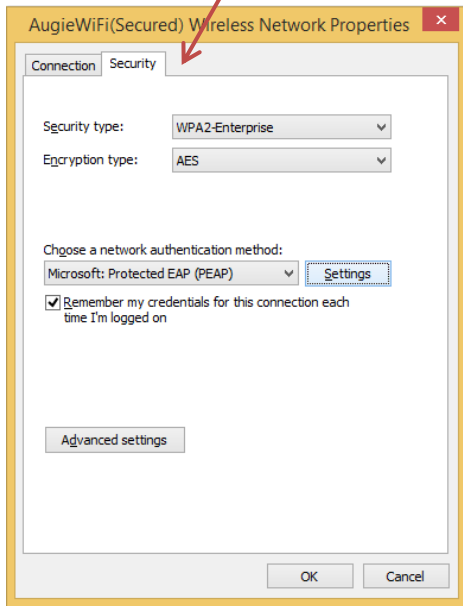 AugieWiFi(Secured) Wireless Network Properties
Connection Security
Security type: WPA2-Enterprise
Encryption type: AES
Choose a network authentication method:
Microsoft: Protected EAP (PEAP) Settings
Remember my credentials for this connection each
time I'm logged on
Advanced settings
OK Cancel